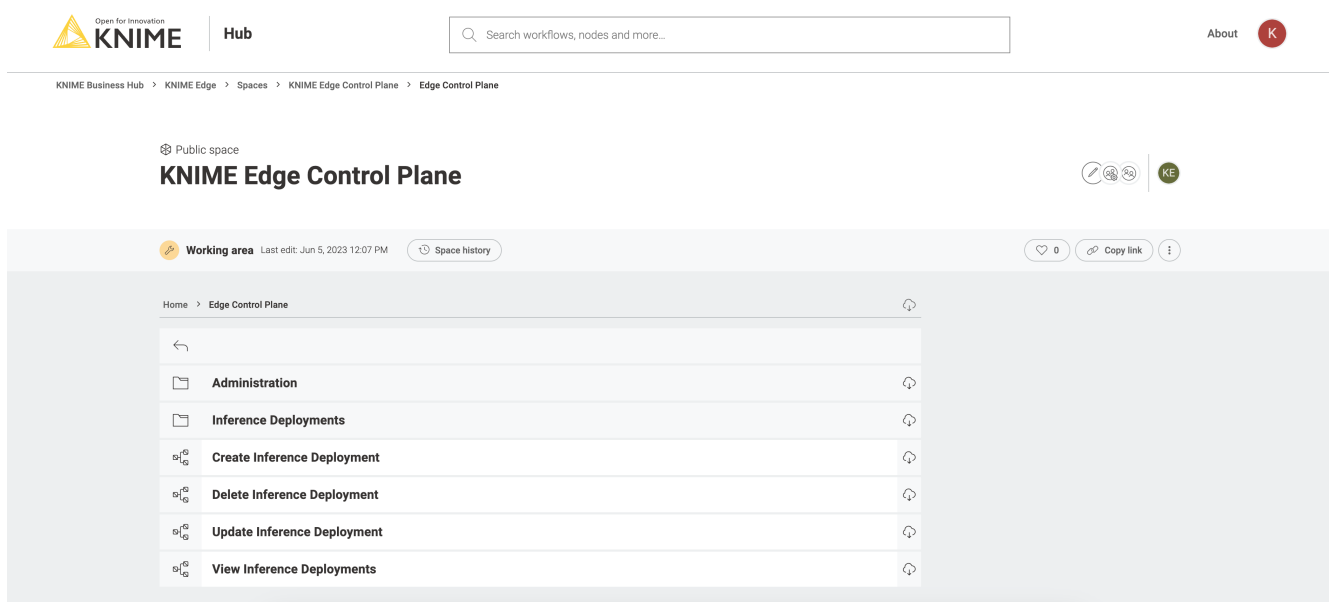 Open for Innovation
KNIME
Hub
Search workflows, nodes and more...
About
K
KNIME Business Hub > KNIME Edge > Spaces > KNIME Edge Control Plane > Edge Control Plane
Public space
KNIME Edge Control Plane
KE
Working area Last edit: Jun 5, 2023 12:07 PM Space history 0 Copy link
Home > Edge Control Plane
Administration
Inference Deployments
Create Inference Deployment
Delete Inference Deployment
Update Inference Deployment
View Inference Deployments